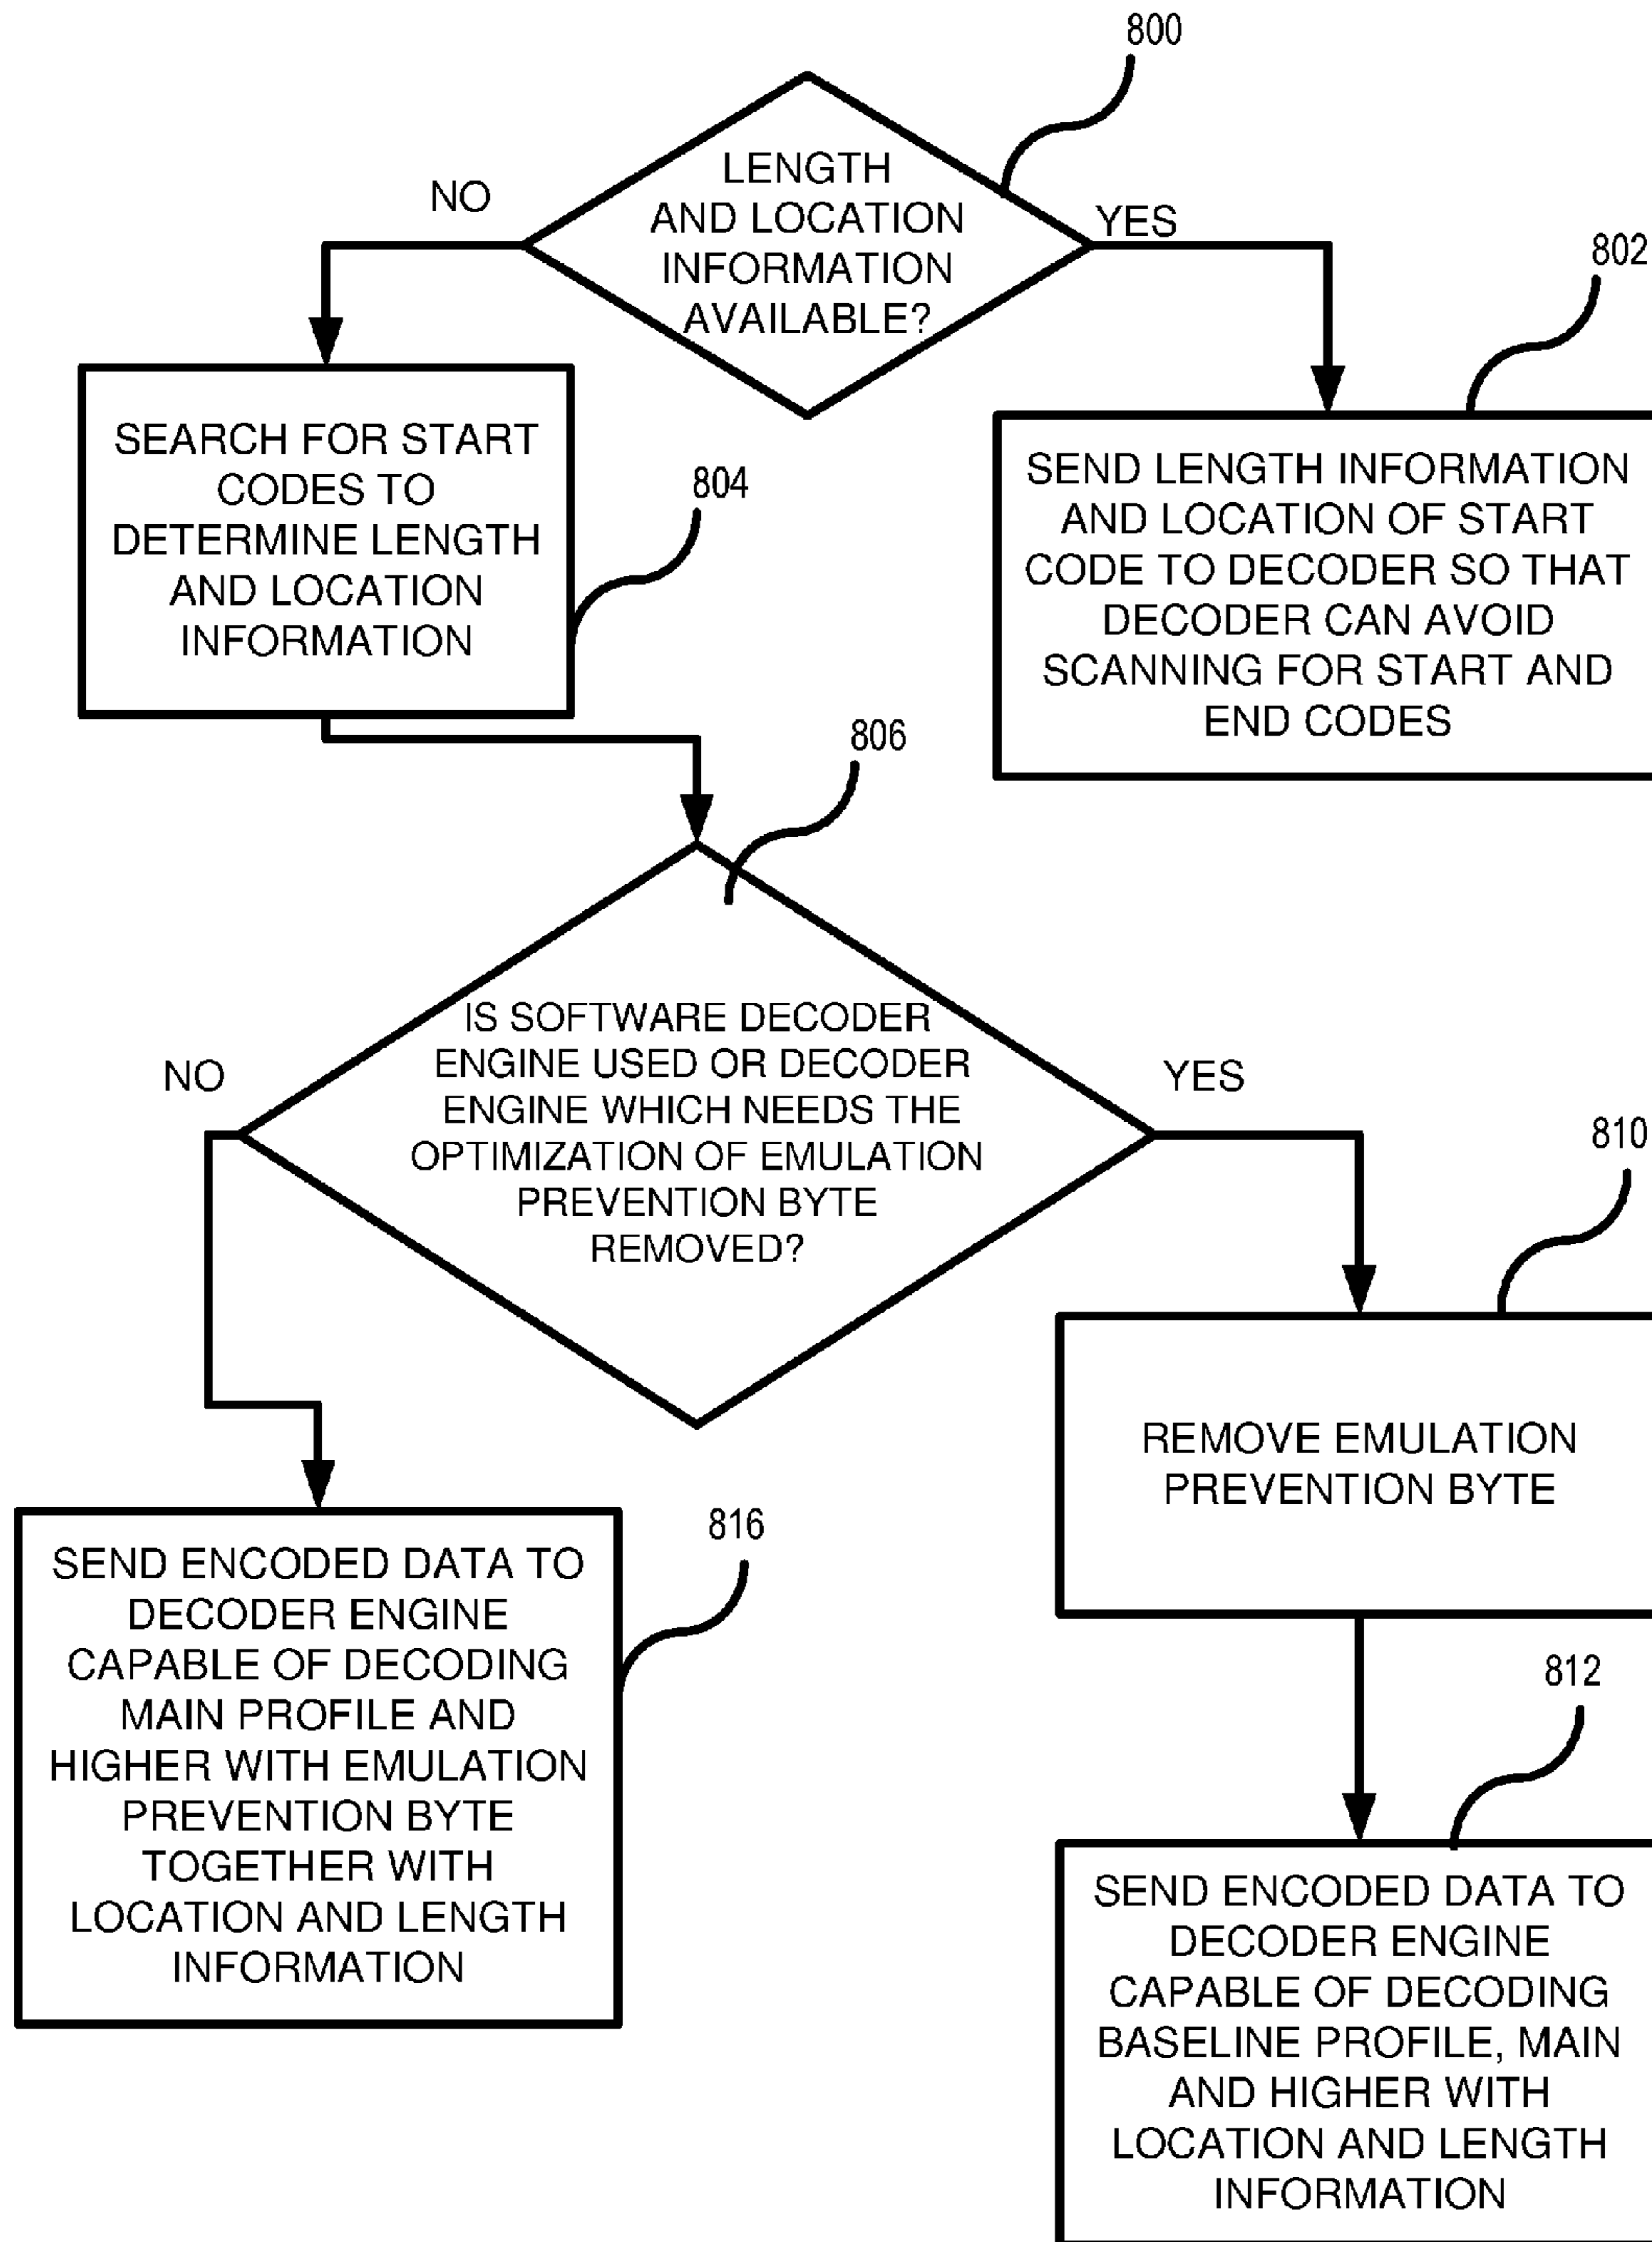 800
LENGTH
AND LOCATION
INFORMATION
AVAILABLE?
NO
YES
802
SEARCH FOR START
CODES TO
DETERMINE LENGTH
AND LOCATION
INFORMATION
804
SEND LENGTH INFORMATION
AND LOCATION OF START
CODE TO DECODER SO THAT
DECODER CAN AVOID
SCANNING FOR START AND
END CODES
806
IS SOFTWARE DECODER
ENGINE USED OR DECODER
ENGINE WHICH NEEDS THE
OPTIMIZATION OF EMULATION
PREVENTION BYTE
REMOVED?
NO
YES
810
REMOVE EMULATION
PREVENTION BYTE
816
SEND ENCODED DATA TO
DECODER ENGINE
CAPABLE OF DECODING
MAIN PROFILE AND
HIGHER WITH EMULATION
PREVENTION BYTE
TOGETHER WITH
LOCATION AND LENGTH
INFORMATION
812
SEND ENCODED DATA TO
DECODER ENGINE
CAPABLE OF DECODING
BASELINE PROFILE, MAIN
AND HIGHER WITH
LOCATION AND LENGTH
INFORMATION